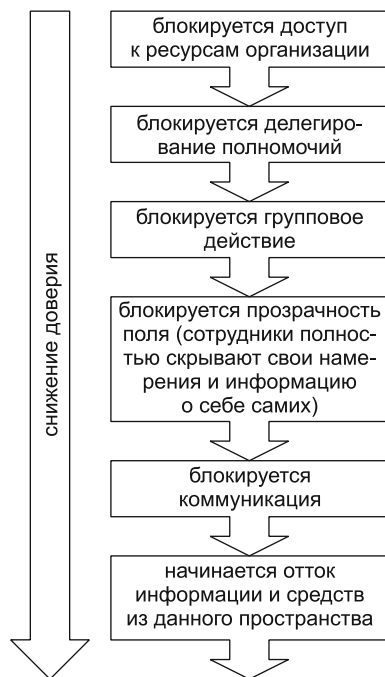 снижение доверия
блокируется доступ
к ресурсам организации
блокируется делегиро-
вание полномочий
блокируется групповое
действие
блокируется прозрачность
поля (сотрудники полнос-
тью скрывают свои наме-
рения и информацию
о себе самих)
блокируется
коммуникация
начинается отток
информации и средств
из данного пространства